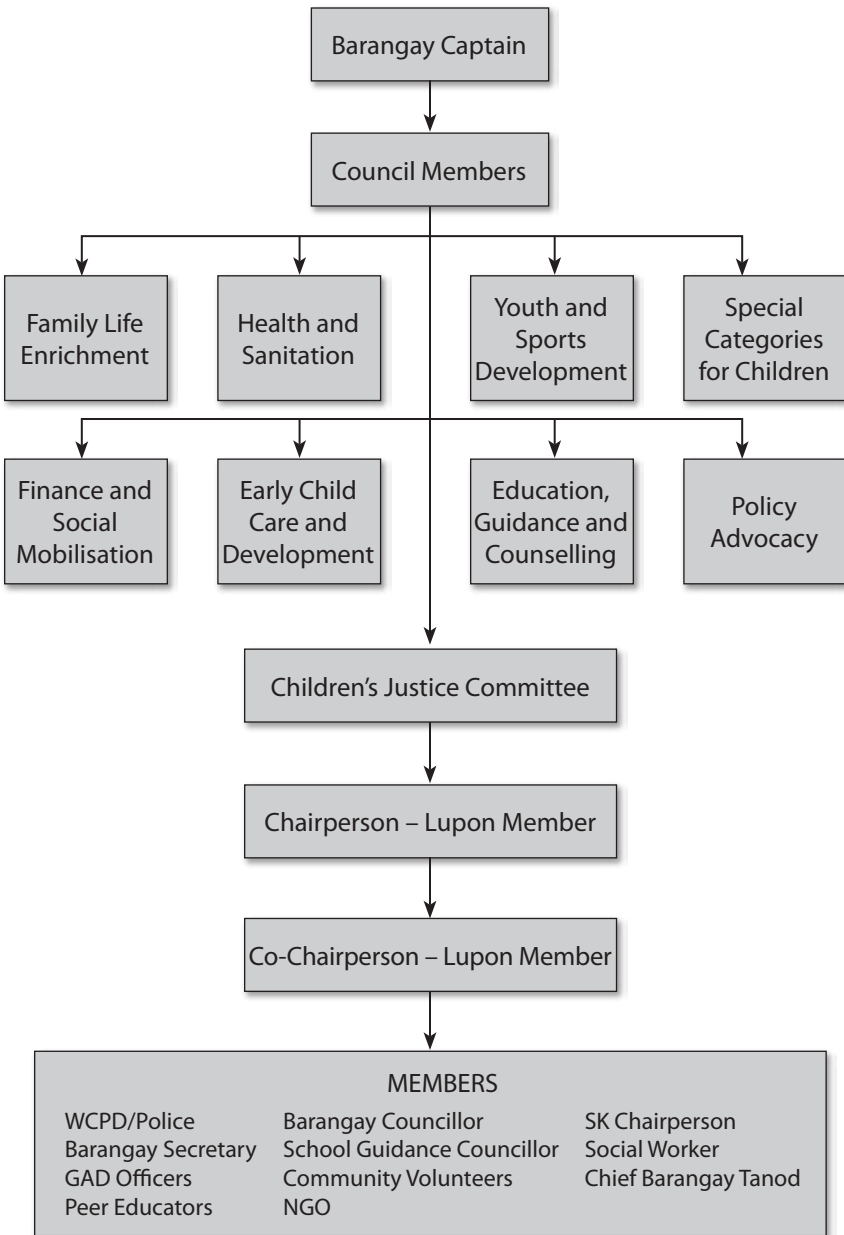 Barangay Captain
Council Members
Family Life
Enrichment
Health and
Sanitation
Youth and
Sports
Development
Special
Categories
for Children
Finance and
Social
Mobilisation
Early Child
Care and
Development
Education,
Guidance and
Counselling
Policy
Advocacy
Children’s Justice Committee
Chairperson – Lupon Member
Co-Chairperson – Lupon Member
MEMBERS
WCPD/Police
Barangay Secretary
GAD Officers
Peer Educators
Barangay Councillor
School Guidance Councillor
Community Volunteers
NGO
SK Chairperson
Social Worker
Chief Barangay Tanod